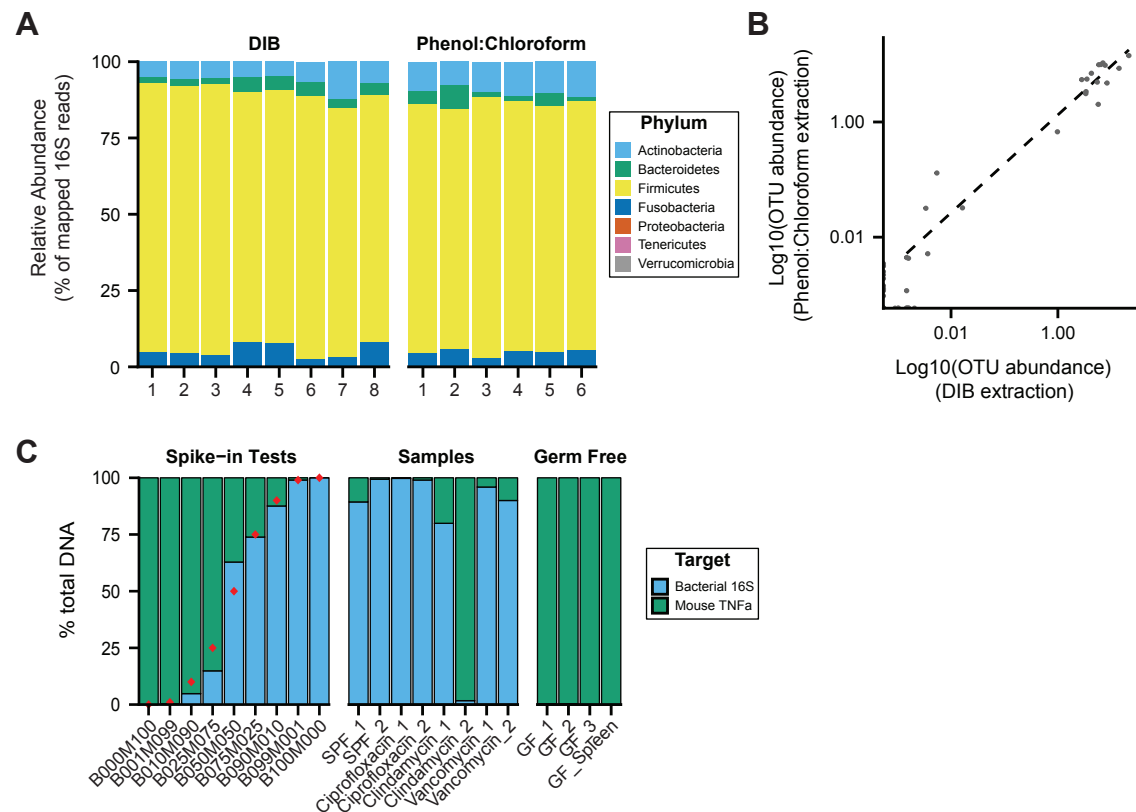 A
DIB
Phenol:Chloroform
Relative Abundance
(% of mapped 16S reads)
100
75
50
25
0
1 2 3 4 5 6 7 8
1 2 3 4 5 6
Phylum
Actinobacteria
Bacteroidetes
Firmicutes
Fusobacteria
Proteobacteria
Tenericutes
Verrucomicrobia
B
Log10(OTU abundance)
(Phenol:Chloroform extraction)
1.00
0.01
0.01 1.00
Log10(OTU abundance)
(DIB extraction)
C
Spike−in Tests
Samples
Germ Free
% total DNA
100
75
50
25
0
B000M100
B001M099
B010M090
B025M075
B050M050
B075M025
B090M010
B099M001
B100M000
SPF_1
SPF_2
Ciprofloxacin_1
Ciprofloxacin_2
Clindamycin_1
Clindamycin_2
Vancomycin_1
Vancomycin_2
GF_1
GF_2
GF_3
GF_Spleen
Target
Bacterial 16S
Mouse TNFa